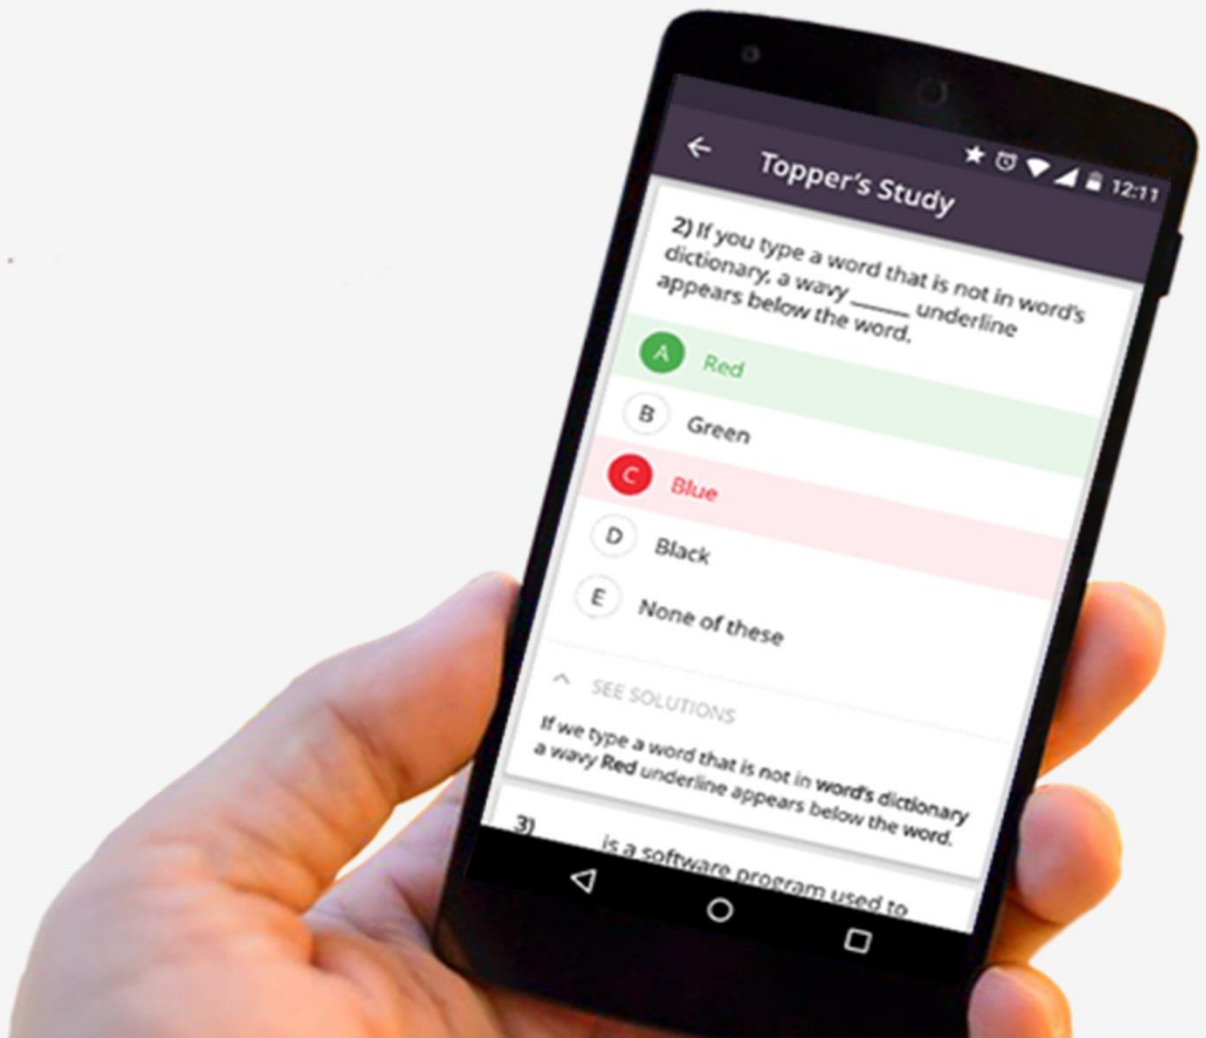 12:11
Topper's Study
2) If you type a word that is not in word's
dictionary, a wavy ______ underline
appears below the word.
A Red
B Green
C Blue
D Black
E None of these
SEE SOLUTIONS
If we type a word that is not in word's dictionary
a wavy Red underline appears below the word.
3) ______ is a software program used to